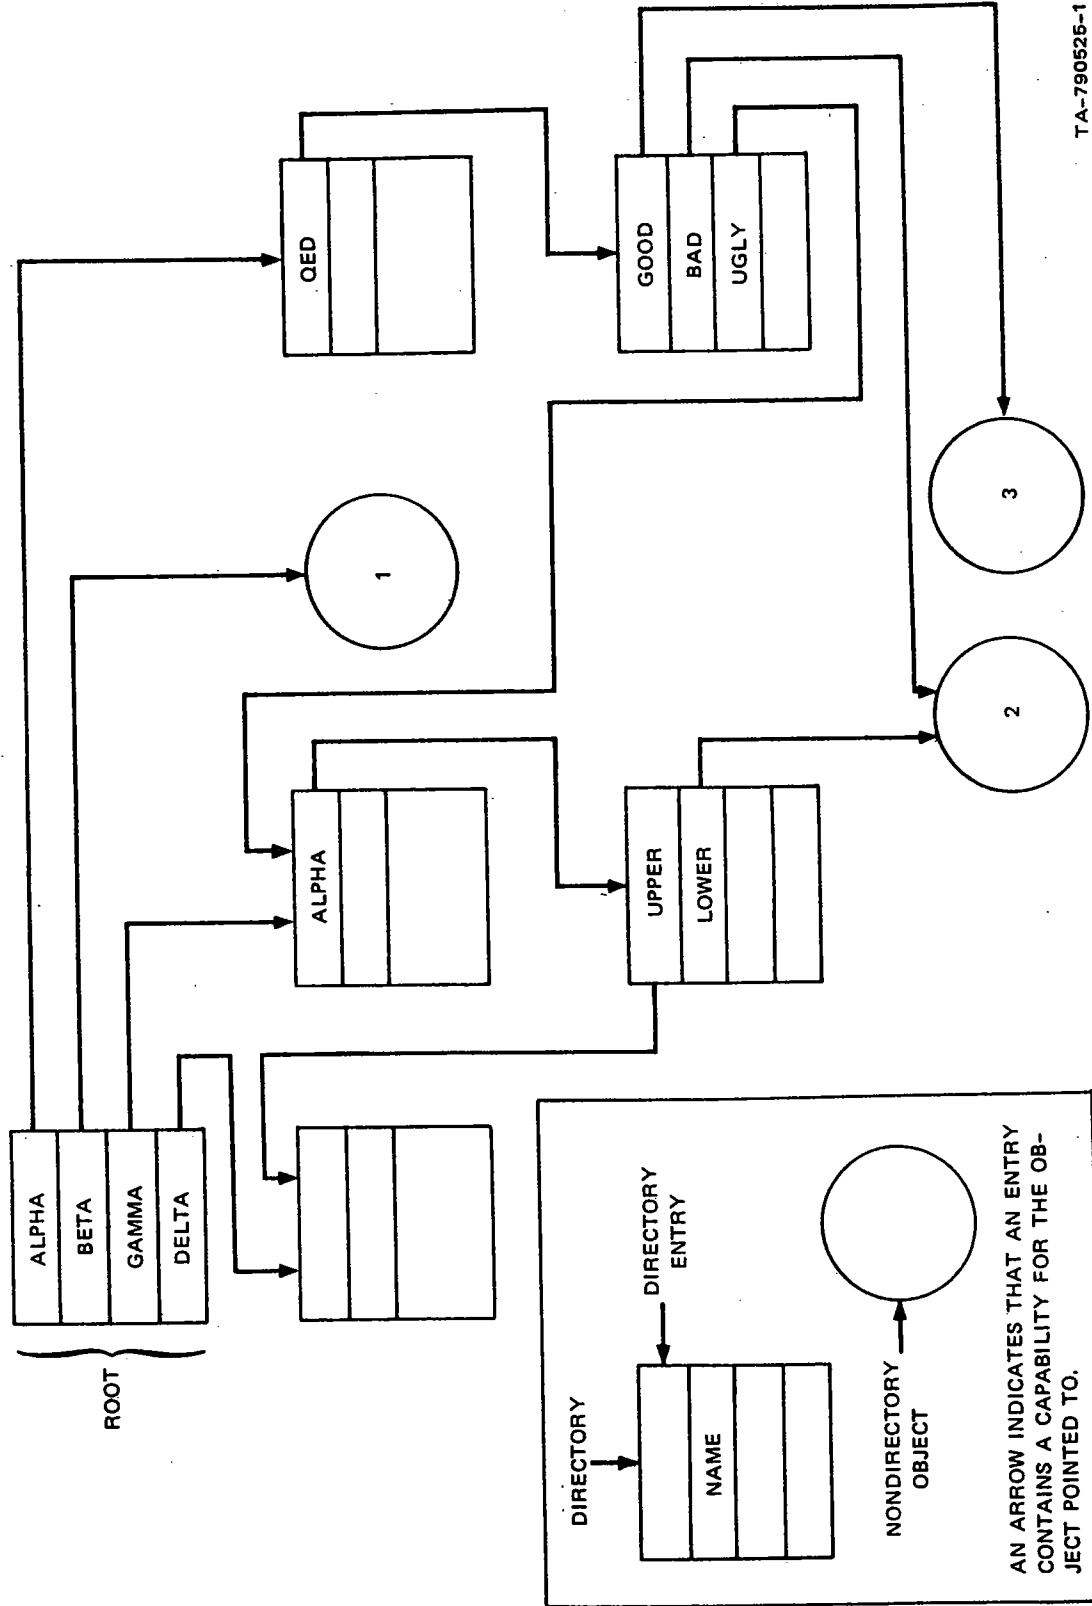 ROOT
ALPHA
BETA
GAMMA
DELTA
ALPHA
1
QED
UPPER
LOWER
GOOD
BAD
UGLY
2
3
DIRECTORY
NAME
DIRECTORY
ENTRY
NONDIRECTORY
OBJECT
AN ARROW INDICATES THAT AN ENTRY
CONTAINS A CAPABILITY FOR THE OB-
JECT POINTED TO.
TA-790525-1